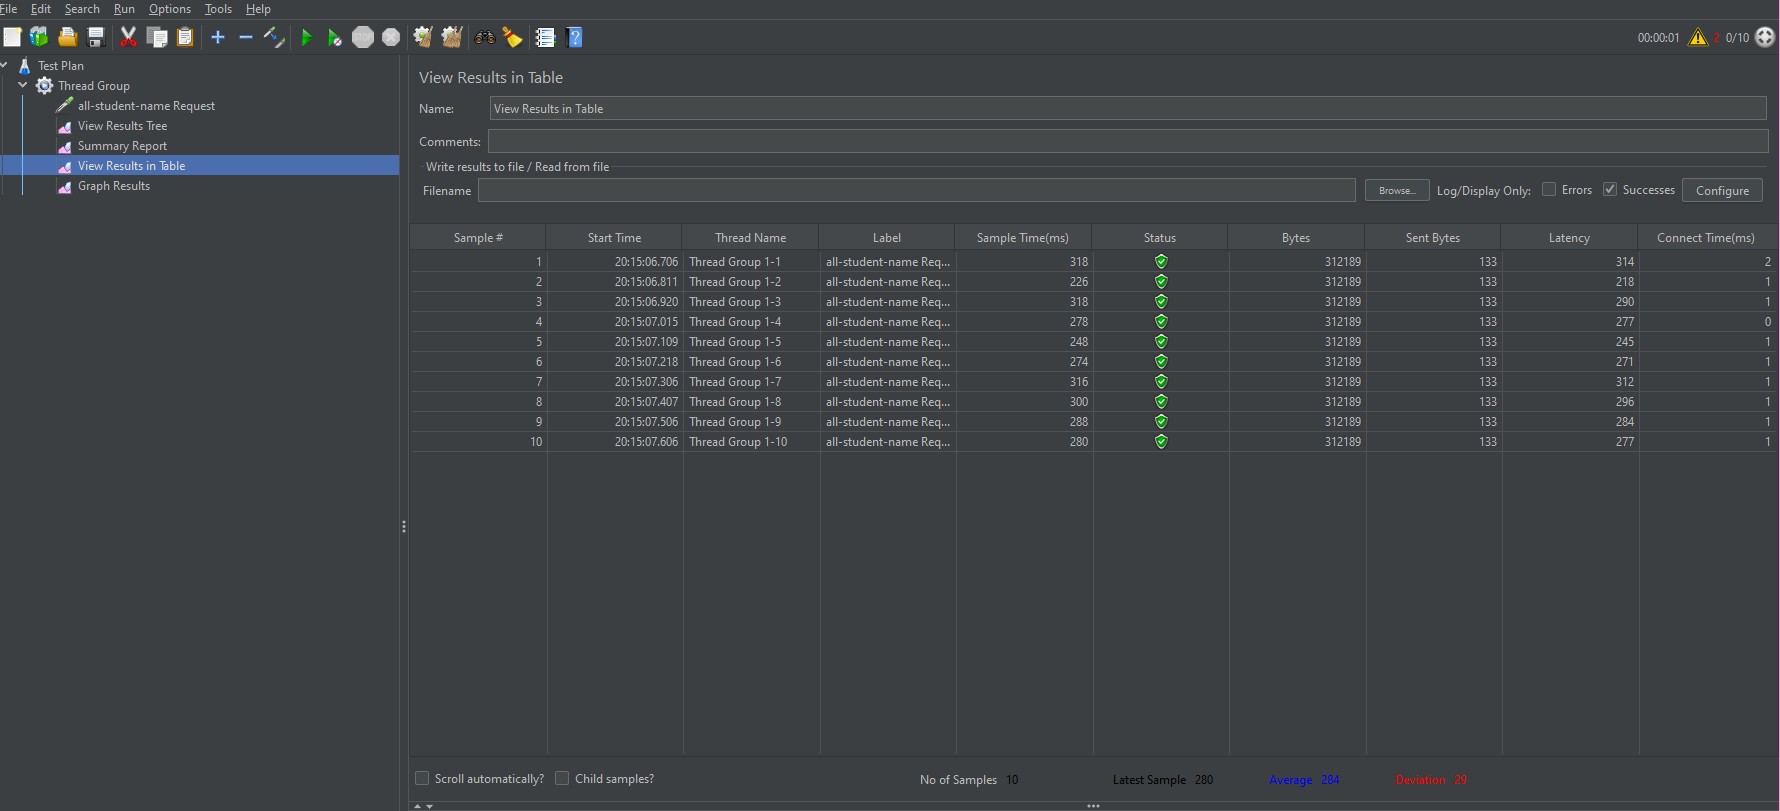 File Edit Search Run Options Tools Help
00:00:01 2 0/10
Test Plan
Thread Group
all-student-name Request
View Results Tree
Summary Report
View Results in Table
Graph Results
View Results in Table
Name: View Results in Table
Comments:
Write results to file / Read from file
Filename Browse... Log/Display Only: Errors Successes Configure
Sample # Start Time Thread Name Label Sample Time(ms) Status Bytes Sent Bytes Latency Connect Time(ms)
1 20:15:06.706 Thread Group 1-1 all-student-name Req... 318 312189 133 314 2
2 20:15:06.811 Thread Group 1-2 all-student-name Req... 226 312189 133 218 1
3 20:15:06.920 Thread Group 1-3 all-student-name Req... 318 312189 133 290 1
4 20:15:07.015 Thread Group 1-4 all-student-name Req... 278 312189 133 277 0
5 20:15:07.109 Thread Group 1-5 all-student-name Req... 248 312189 133 245 1
6 20:15:07.218 Thread Group 1-6 all-student-name Req... 274 312189 133 271 1
7 20:15:07.306 Thread Group 1-7 all-student-name Req... 316 312189 133 312 1
8 20:15:07.407 Thread Group 1-8 all-student-name Req... 300 312189 133 296 1
9 20:15:07.506 Thread Group 1-9 all-student-name Req... 288 312189 133 284 1
10 20:15:07.606 Thread Group 1-10 all-student-name Req... 280 312189 133 277 1
Scroll automatically? Child samples? No of Samples 10 Latest Sample 280 Average 284 Deviation 29